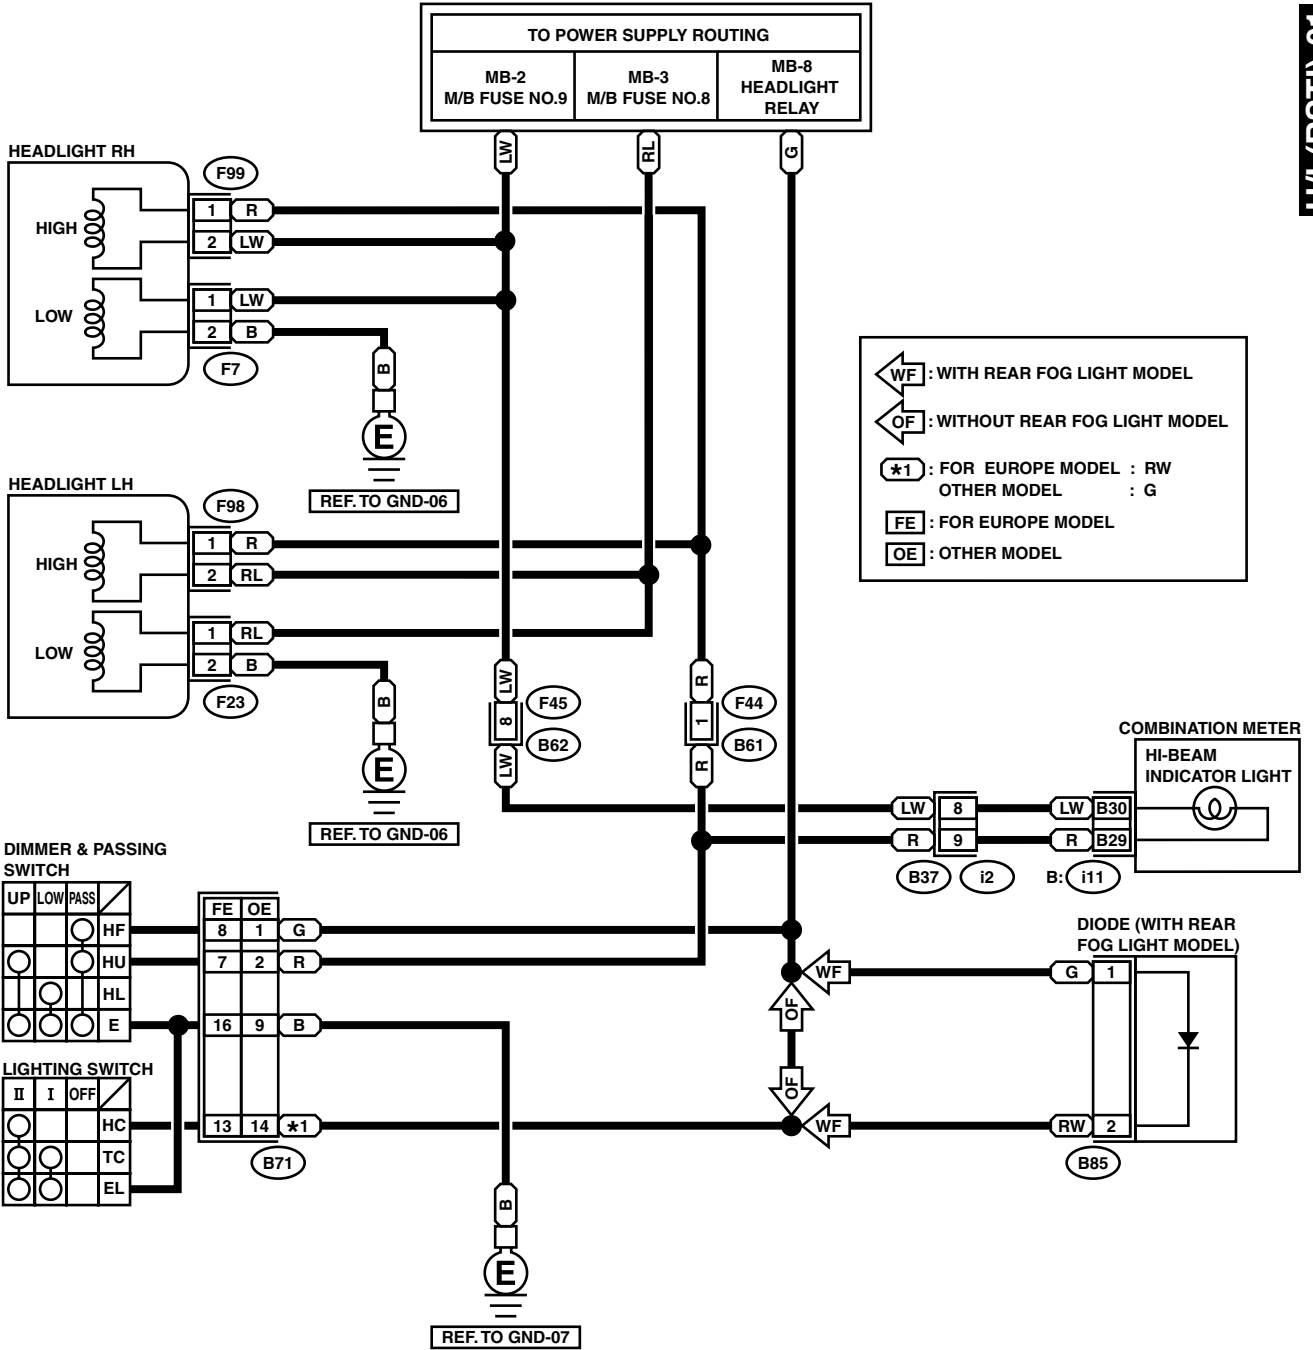 TO POWER SUPPLY ROUTING
MB-2
M/B FUSE NO.9
MB-3
M/B FUSE NO.8
MB-8
HEADLIGHT
RELAY
LW
RL
G
HEADLIGHT RH
F99
HIGH
1 R
2 LW
LOW
1 LW
2 B
F7
B
E
REF. TO GND-06
WF : WITH REAR FOG LIGHT MODEL
OF : WITHOUT REAR FOG LIGHT MODEL
*1 : FOR EUROPE MODEL : RW
OTHER MODEL : G
FE : FOR EUROPE MODEL
OE : OTHER MODEL
HEADLIGHT LH
F98
HIGH
1 R
2 RL
LOW
1 RL
2 B
F23
B
E
REF. TO GND-06
LW
8
LW
F45
B62
R
1
R
F44
B61
COMBINATION METER
HI-BEAM
INDICATOR LIGHT
LW 8 LW B30
R 9 R B29
B37 i2 B: i11
DIMMER & PASSING
SWITCH
UP LOW PASS
HF
HU
HL
E
FE OE
8 1 G
7 2 R
16 9 B
13 14 *1
B71
LIGHTING SWITCH
II I OFF
HC
TC
EL
B
E
REF. TO GND-07
WF
OF
OF
WF
DIODE (WITH REAR
FOG LIGHT MODEL)
G 1
RW 2
B85